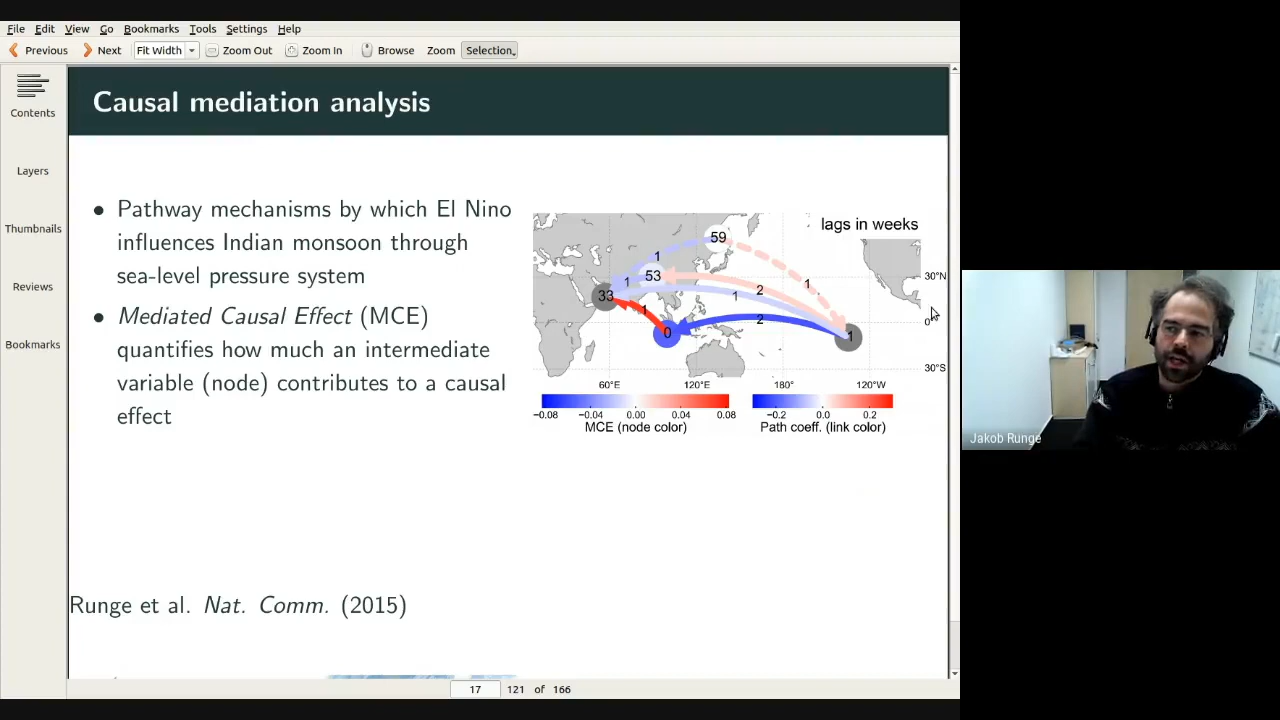 File Edit View Go Bookmarks Tools Settings Help
Previous Next Fit Width Zoom Out Zoom In Browse Zoom Selection
Contents
Layers
Thumbnails
Reviews
Bookmarks
Causal mediation analysis
• Pathway mechanisms by which El Nino
influences Indian monsoon through
sea-level pressure system
• Mediated Causal Effect (MCE)
quantifies how much an intermediate
variable (node) contributes to a causal
effect
lags in weeks
59
1
53
1
1
2
30°N
33
1
1
0
2
1
0°
30°S
60°E 120°E 180° 120°W
−0.08 −0.04 0.00 0.04 0.08
MCE (node color)
−0.2 0.0 0.2
Path coeff. (link color)
Runge et al. Nat. Comm. (2015)
17 121 of 166
Jakob Runge